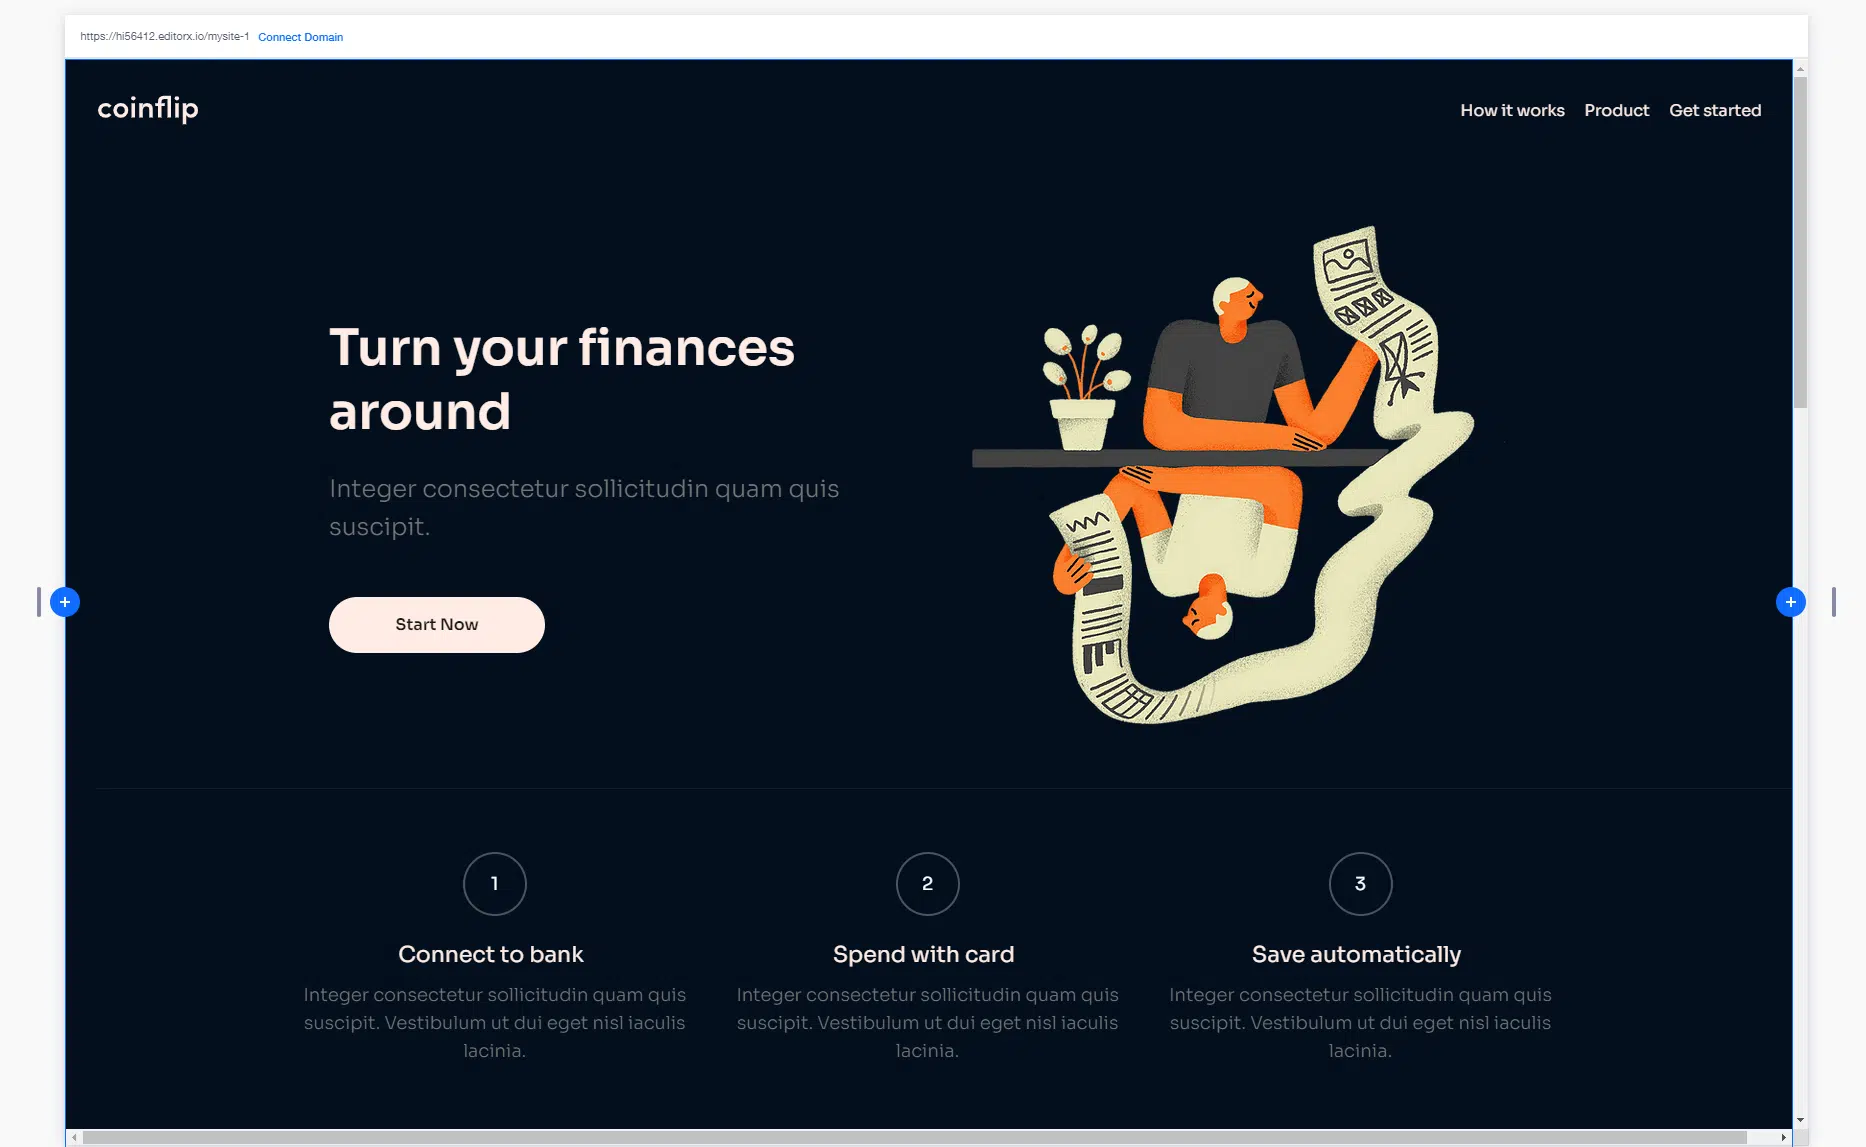 https://hi56412.editorx.io/mysite-1 Connect Domain
coinflip
How it works Product Get started
Turn your finances
around
Integer consectetur sollicitudin quam quis
suscipit.
Start Now
1
2
3
Connect to bank
Integer consectetur sollicitudin quam quis
suscipit. Vestibulum ut dui eget nisl iaculis
lacinia.
Spend with card
Integer consectetur sollicitudin quam quis
suscipit. Vestibulum ut dui eget nisl iaculis
lacinia.
Save automatically
Integer consectetur sollicitudin quam quis
suscipit. Vestibulum ut dui eget nisl iaculis
lacinia.